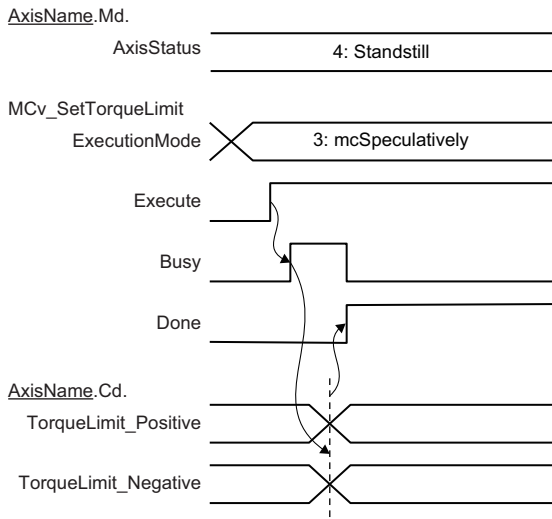 AxisName.Md.
AxisStatus
4: Standstill
MCv_SetTorqueLimit
ExecutionMode
3: mcSpeculatively
Execute
Busy
Done
AxisName.Cd.
TorqueLimit_Positive
TorqueLimit_Negative